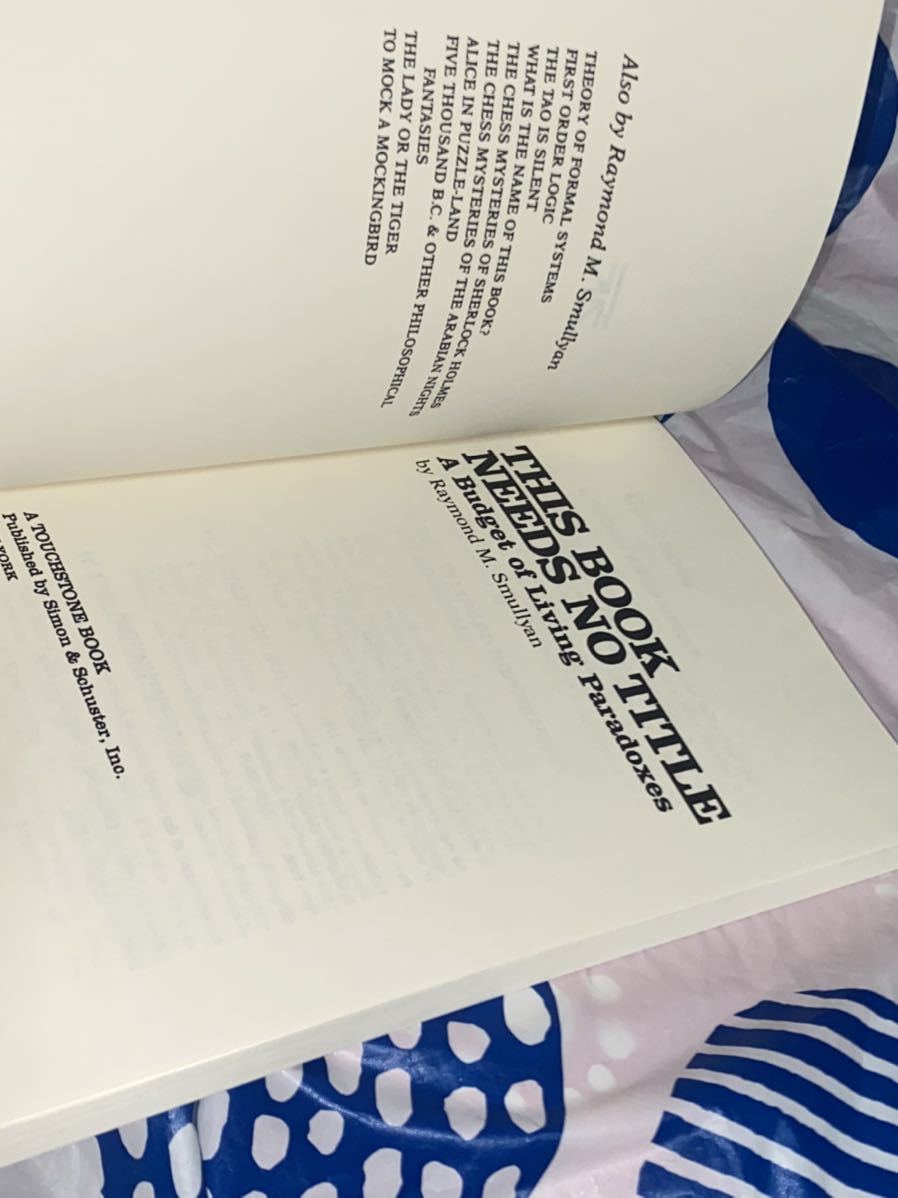 Also by Raymond M. Smullyan
THEORY OF FORMAL SYSTEMS
FIRST ORDER LOGIC
THE TAO IS SILENT
WHAT IS THE NAME OF THIS BOOK?
THE CHESS MYSTERIES OF SHERLOCK HOLMES
THE CHESS MYSTERIES OF THE ARABIAN NIGHTS
ALICE IN PUZZLE-LAND
FIVE THOUSAND B.C. & OTHER PHILOSOPHICAL
FANTASIES
THE LADY OR THE TIGER
TO MOCK A MOCKINGBIRD
THIS BOOK
NEEDS NO TITLE
A Budget of Living Paradoxes
by Raymond M. Smullyan
A TOUCHSTONE BOOK
Published by Simon & Schuster, Inc.
YORK